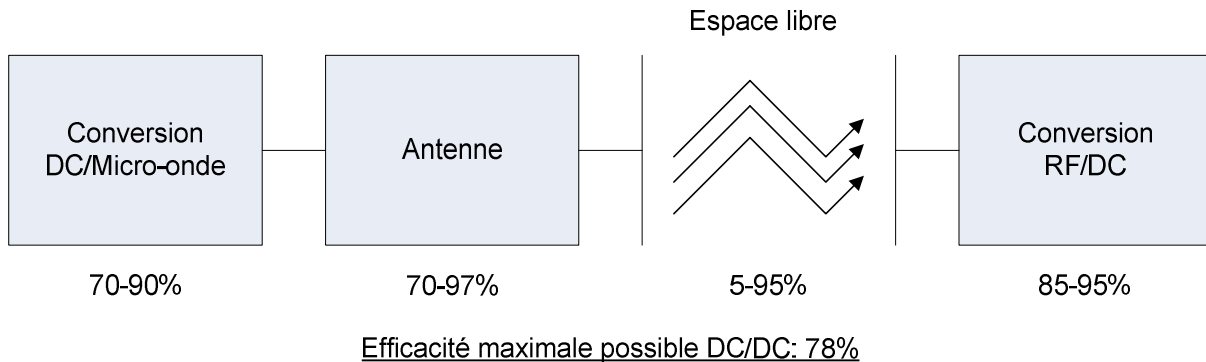 Espace libre
Conversion
DC/Micro-onde
Antenne
Conversion
RF/DC
70-90%
70-97%
5-95%
85-95%
Efficacité maximale possible DC/DC: 78%